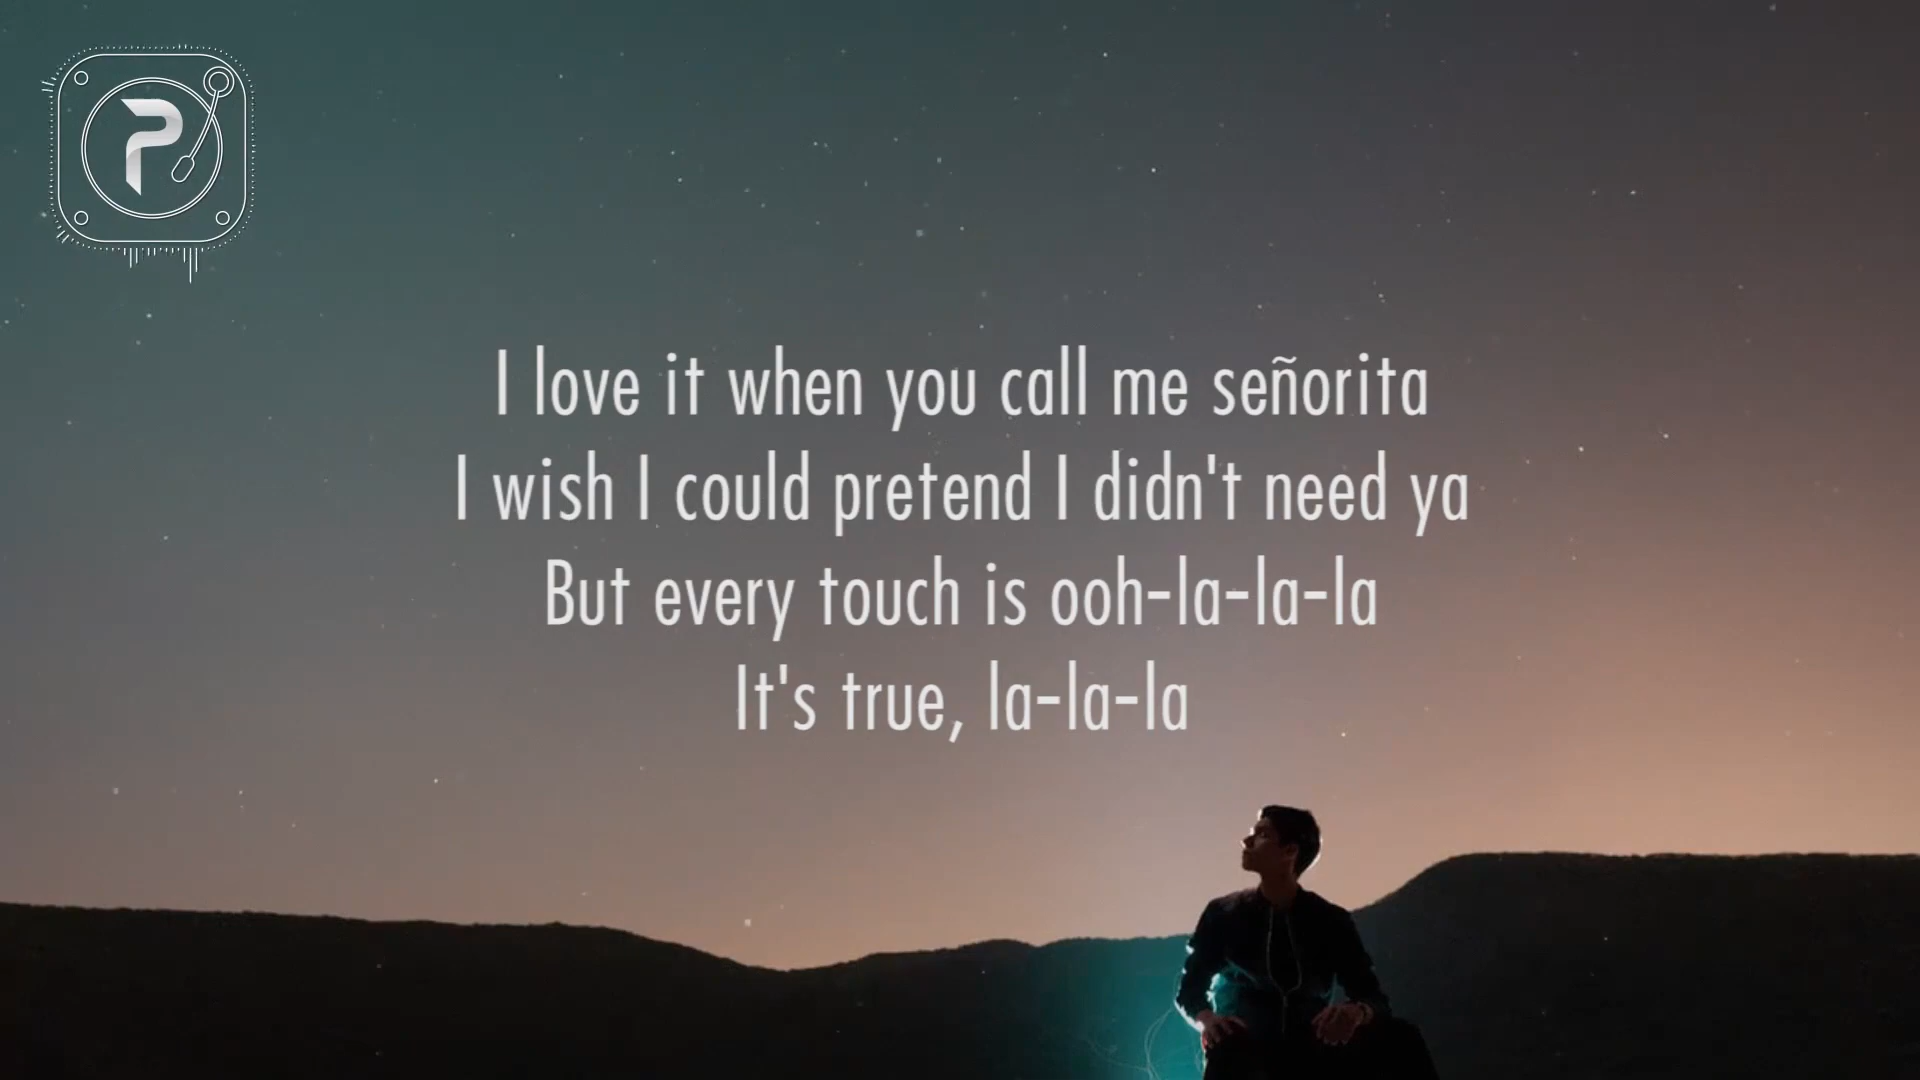 P
I love it when you call me señorita
I wish I could pretend I didn't need ya
But every touch is ooh-la-la-la
It's true, la-la-la